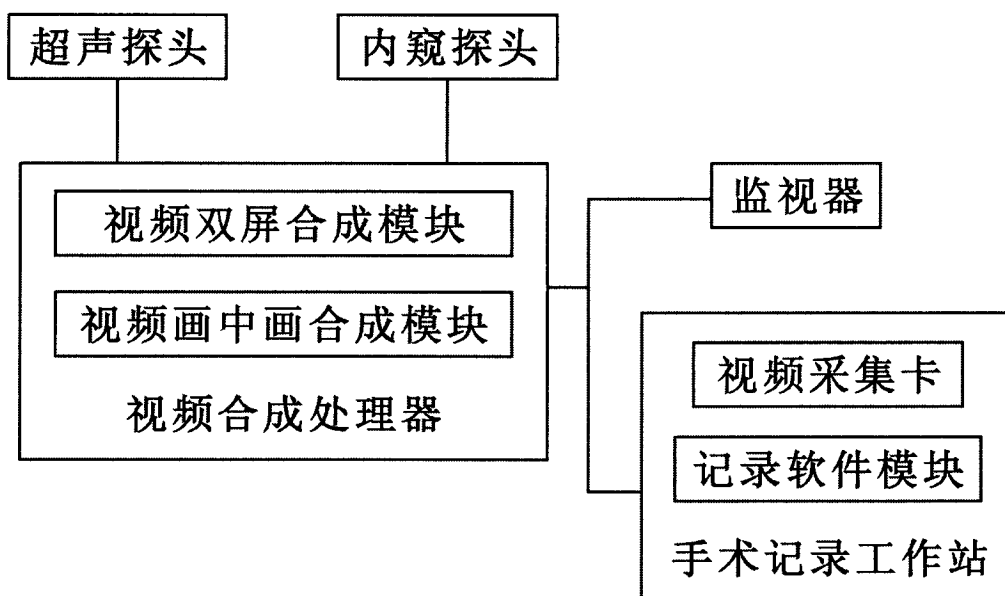 超声探头
内窥探头
视频双屏合成模块
视频画中画合成模块
视频合成处理器
监视器
视频采集卡
记录软件模块
手术记录工作站